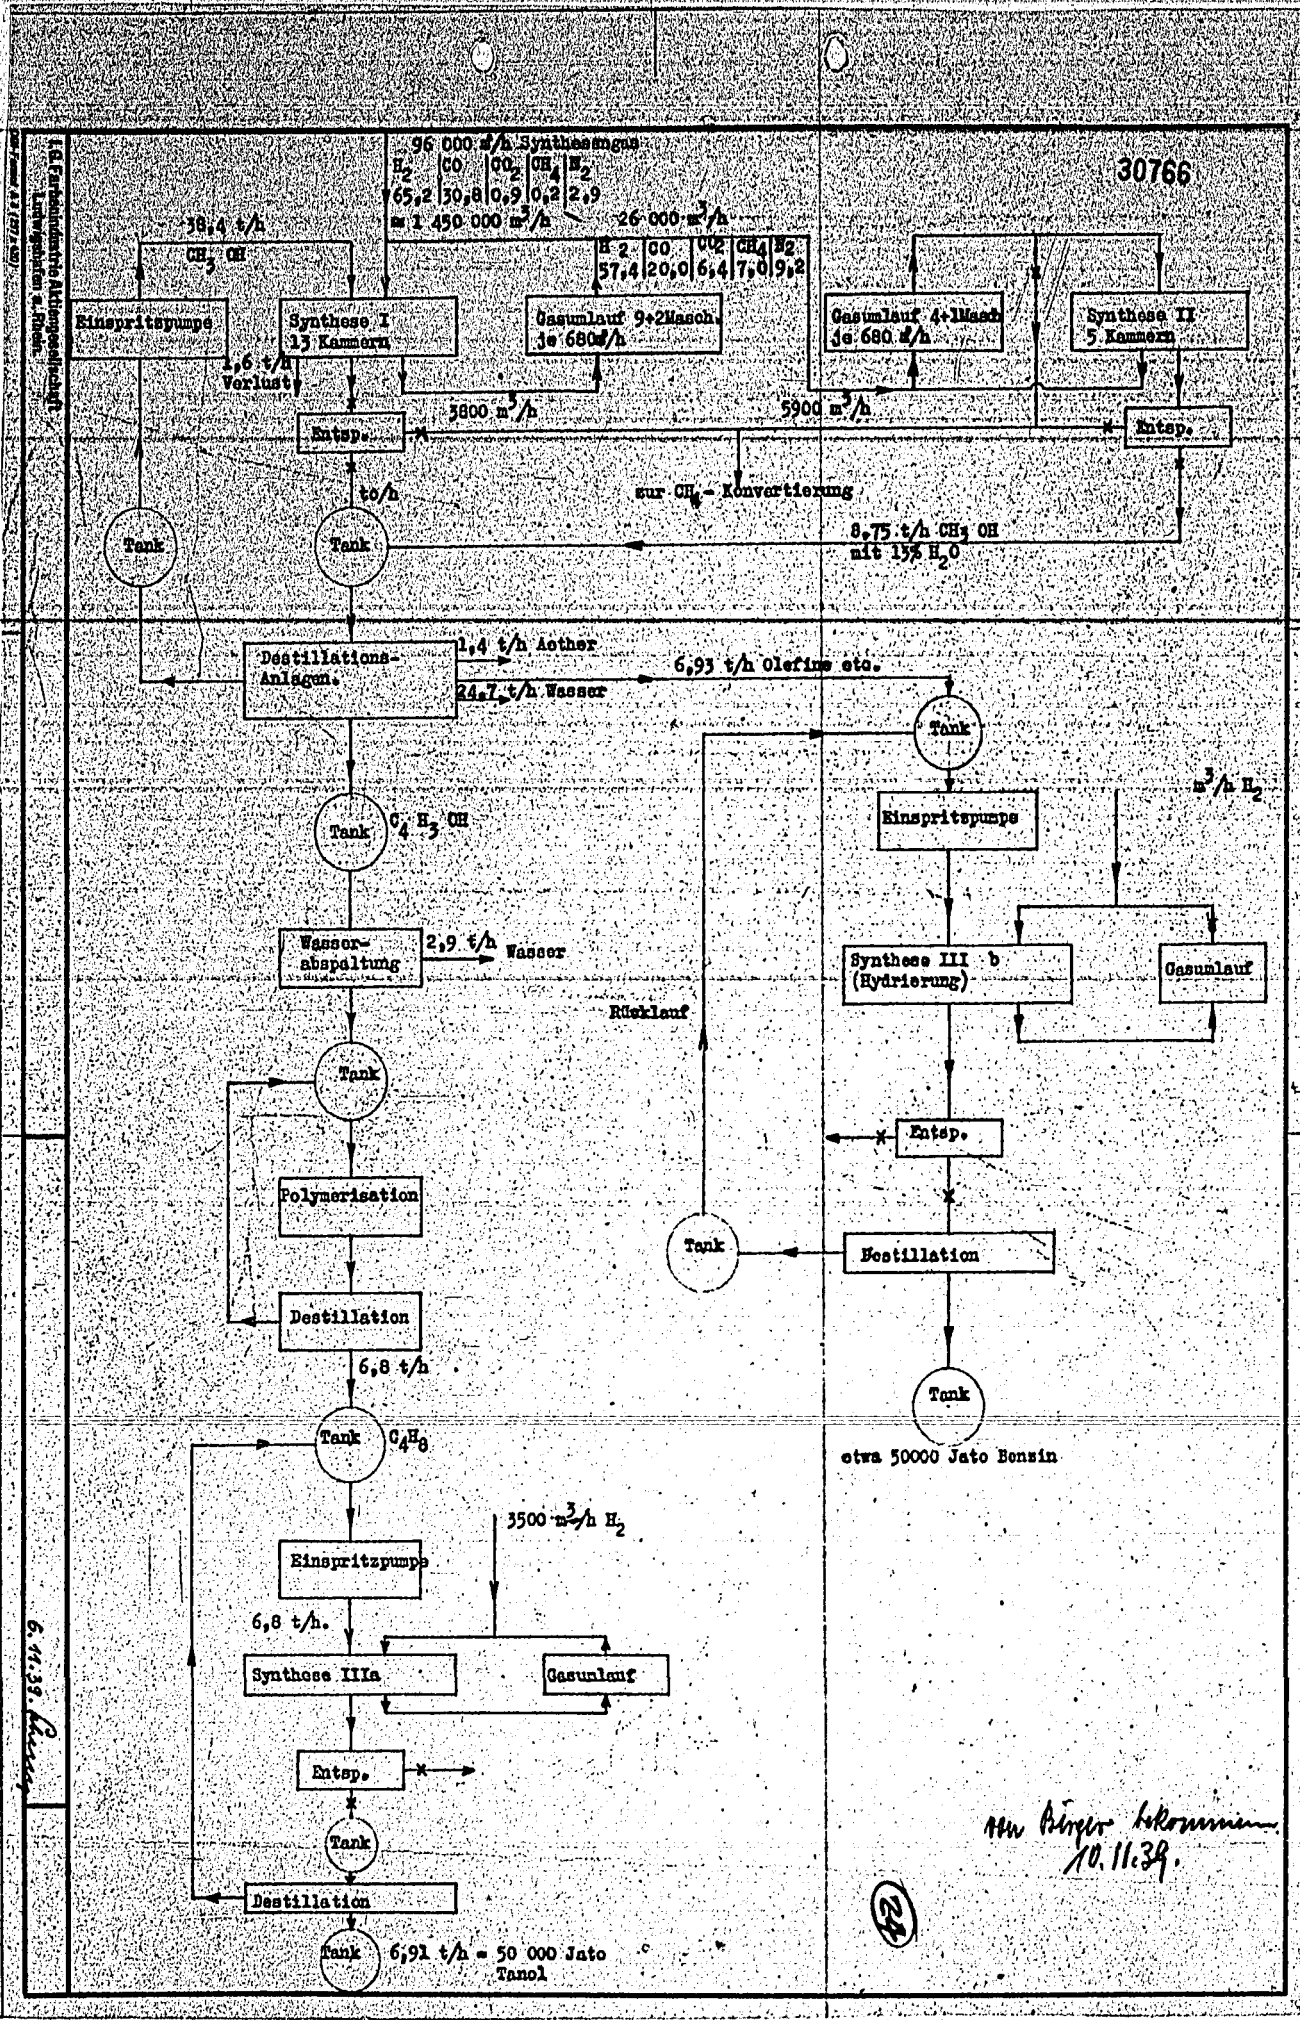 30766
I.G. Farbenindustrie Aktiengesellschaft
Ludwigshafen a. Rhein.
96 000 m³/h Synthesegas
H₂ | CO | CO₂ | CH₄ | N₂
65,2 | 30,8 | 0,9 | 0,2 | 2,9
= 1 450 000 m³/h
26 000 m³/h
H₂ | CO | CO₂ | CH₄ | N₂
57,4 | 20,0 | 6,4 | 7,0 | 9,2
38,4 t/h
CH₃ OH
Einspritzpumpe
Synthese I
13 Kammern
Gasumlauf 9+2Masch.
je 680 m³/h
Gasumlauf 4+1Masch
je 680 m³/h
Synthese II
5 Kammern
1,6 t/h
Verlust
3800 m³/h
5900 m³/h
Entsp.
Entsp.
zur CH₄- Konvertierung
to/h
Tank
Tank
8,75 t/h CH₃ OH
mit 15% H₂O
Destillations-
Anlagen.
1,4 t/h Aether
24,7 t/h Wasser
6,93 t/h Olefine etc.
Tank
m³/h H₂
Einspritzpumpe
Tank
C₄ H₃ OH
Wasser-
abspaltung
2,9 t/h Wasser
Synthese III b
(Hydrierung)
Gasumlauf
Rücklauf
Tank
Entsp.
Polymerisation
Tank
Destillation
Destillation
6,8 t/h
Tank
Tank
C₄H₈
etwa 50000 Jato Benzin
3500 m³/h H₂
Einspritzpumpe
6,8 t/h.
Synthese IIIa
Gasumlauf
Entsp.
Tank
Destillation
Tank
6,91 t/h = 50 000 Jato
Tanol
6.11.39.
von Bürger bekommen.
10.11.39.
24